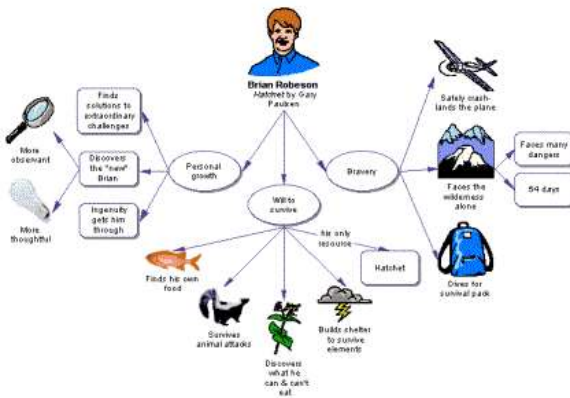 Brian Robeson
Hatchet by Gary
Paulsen
Finds
solutions to
extraordinary
challenges
More
observant
Discovers
the "new"
Brian
Personal
growth
More
thoughtful
Ingenuity
gets him
through
Will to
survive
his only
resource
Hatchet
Finds his own
food
Survives
animal attacks
Discovers
what he
can & can't
eat
Builds shelter
to survive
elements
Bravery
Safely crash-
lands the plane
Faces the
wilderness
alone
Faces many
dangers
54 days
Dives for
survival pack